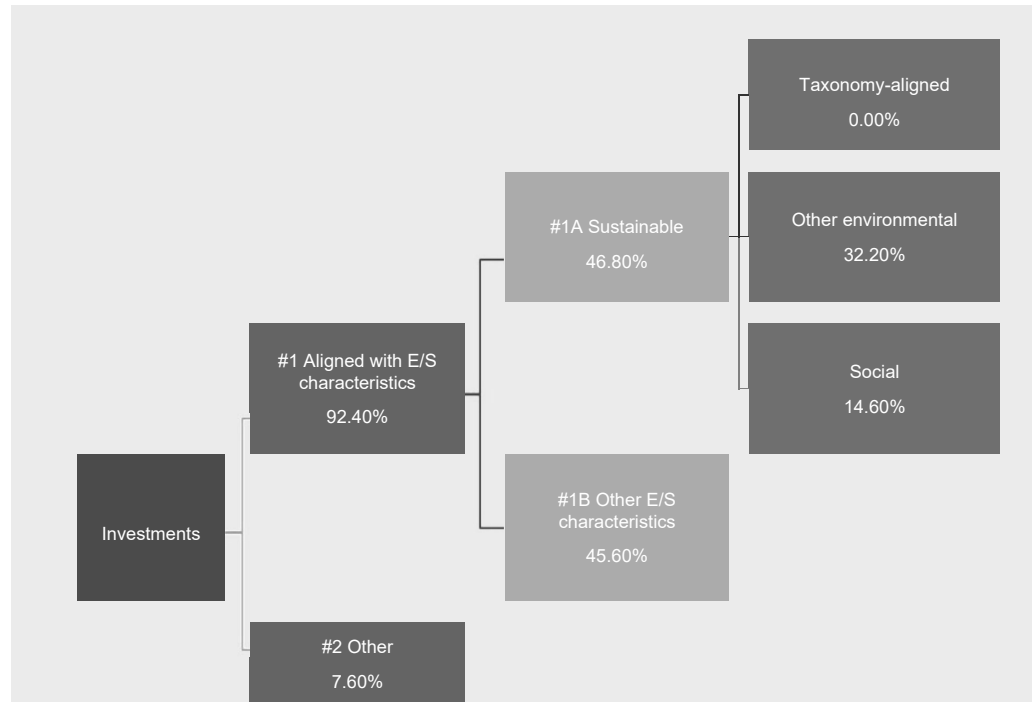 Taxonomy-aligned
0.00%
#1A Sustainable
46.80%
Other environmental
32.20%
#1 Aligned with E/S
characteristics
92.40%
Social
14.60%
Investments
#1B Other E/S
characteristics
45.60%
#2 Other
7.60%